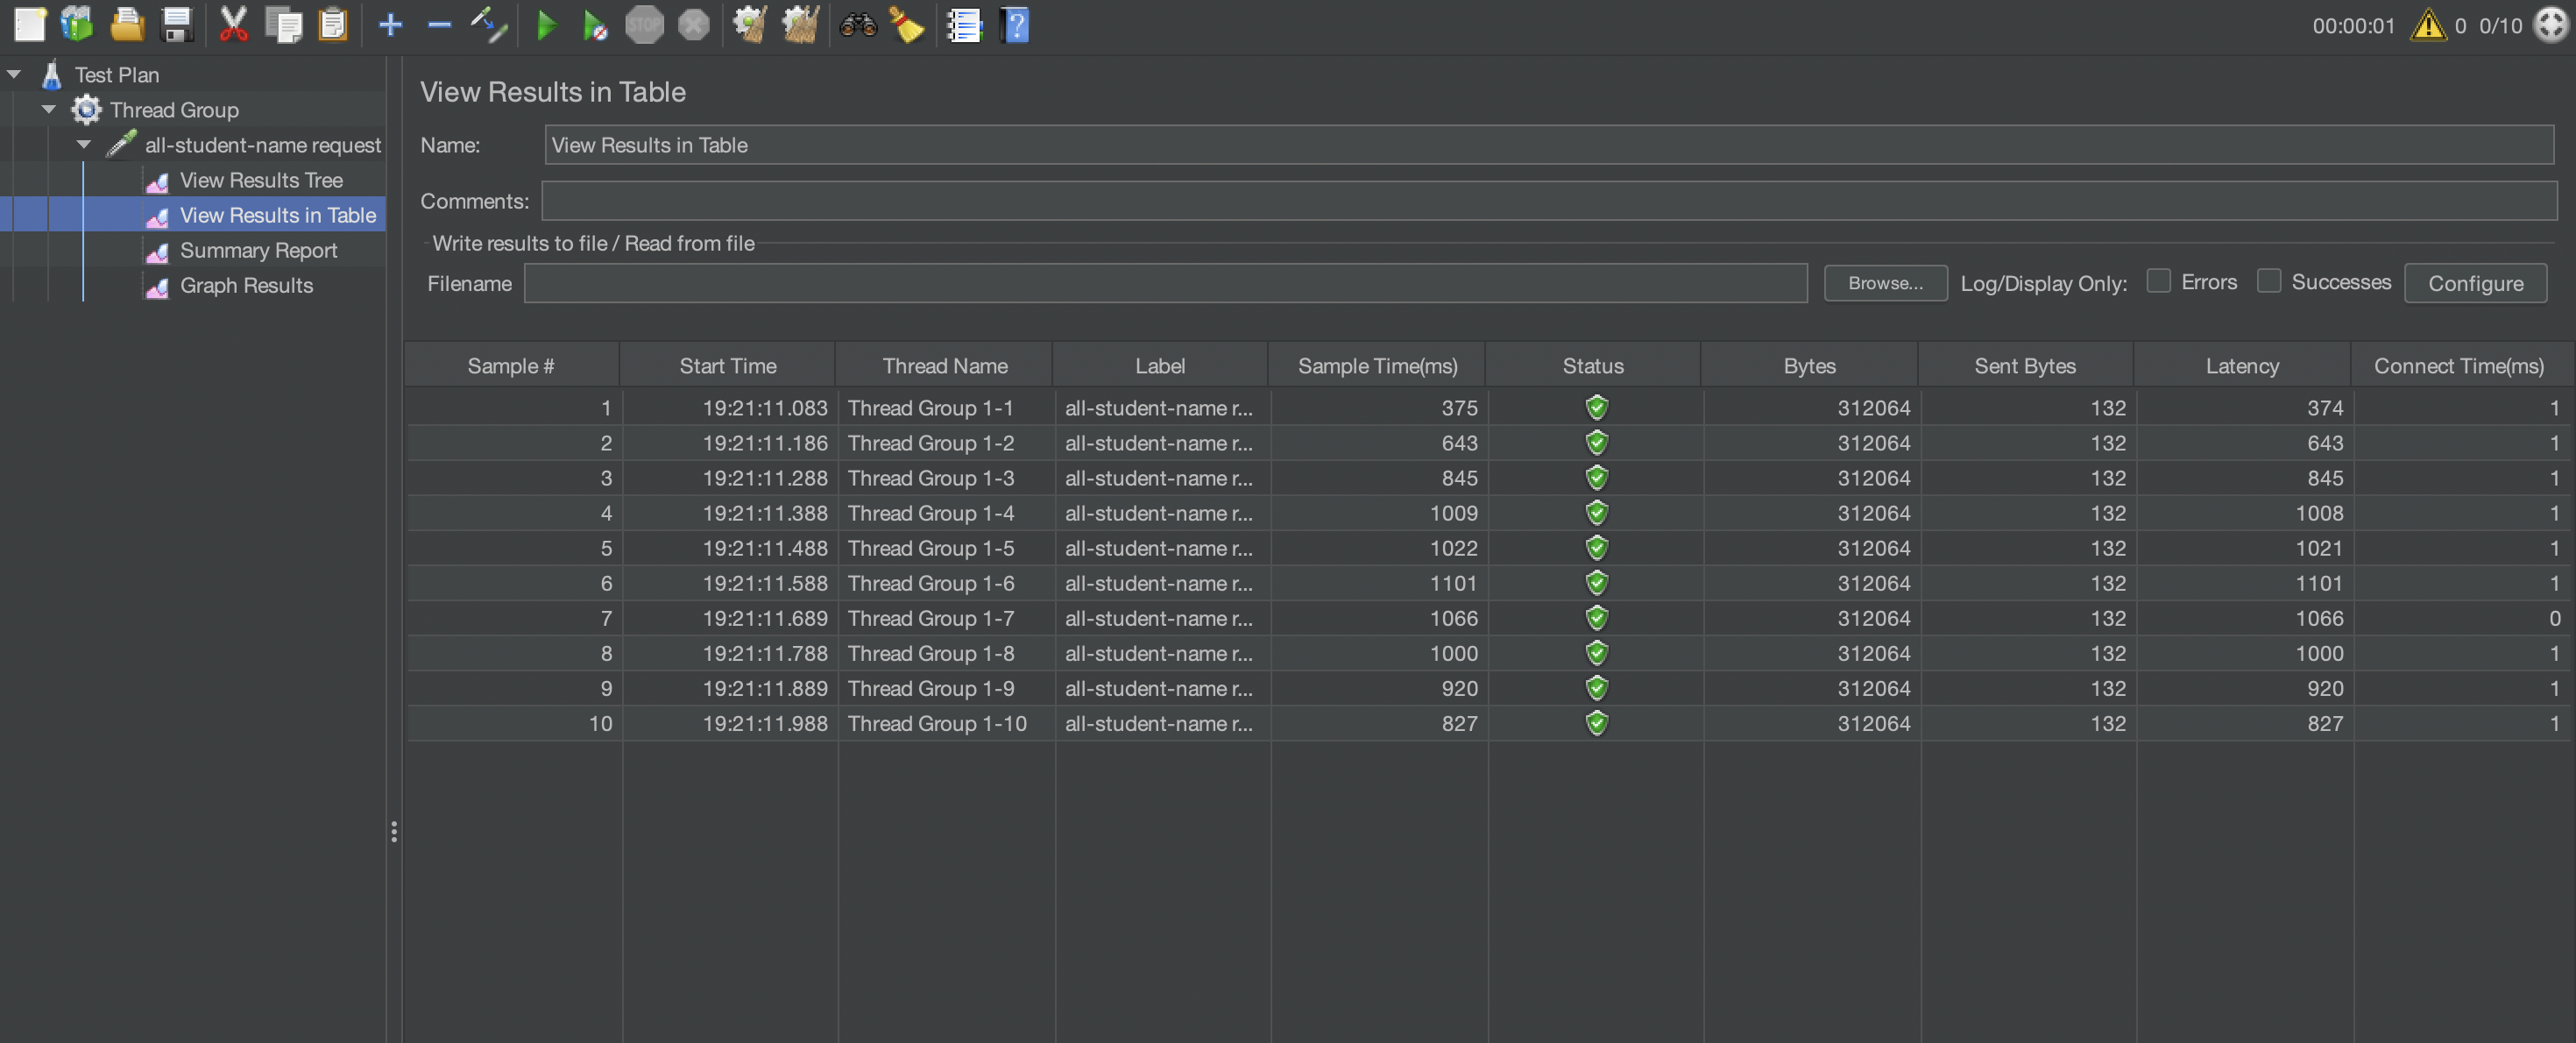 STOP
00:00:01 0 0/10
Test Plan
Thread Group
all-student-name request
View Results Tree
View Results in Table
Summary Report
Graph Results
View Results in Table
Name: View Results in Table
Comments:
Write results to file / Read from file
Filename Browse... Log/Display Only: Errors Successes Configure
Sample # Start Time Thread Name Label Sample Time(ms) Status Bytes Sent Bytes Latency Connect Time(ms)
1 19:21:11.083 Thread Group 1-1 all-student-name r... 375 312064 132 374 1
2 19:21:11.186 Thread Group 1-2 all-student-name r... 643 312064 132 643 1
3 19:21:11.288 Thread Group 1-3 all-student-name r... 845 312064 132 845 1
4 19:21:11.388 Thread Group 1-4 all-student-name r... 1009 312064 132 1008 1
5 19:21:11.488 Thread Group 1-5 all-student-name r... 1022 312064 132 1021 1
6 19:21:11.588 Thread Group 1-6 all-student-name r... 1101 312064 132 1101 1
7 19:21:11.689 Thread Group 1-7 all-student-name r... 1066 312064 132 1066 0
8 19:21:11.788 Thread Group 1-8 all-student-name r... 1000 312064 132 1000 1
9 19:21:11.889 Thread Group 1-9 all-student-name r... 920 312064 132 920 1
10 19:21:11.988 Thread Group 1-10 all-student-name r... 827 312064 132 827 1